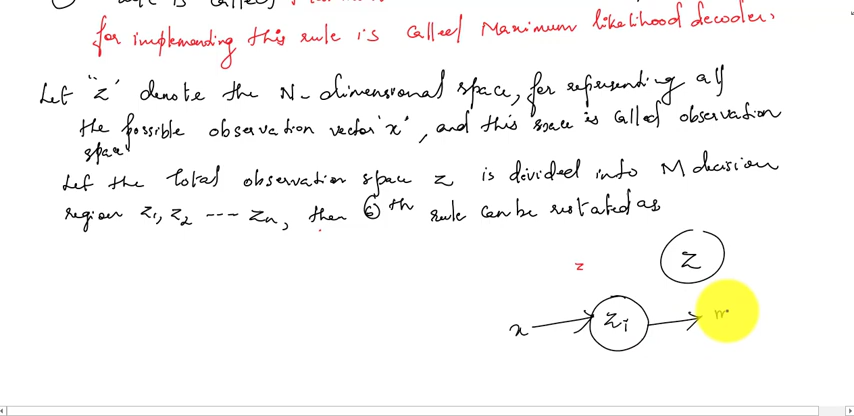 for implementing this rule is called Maximum likelihood decoder.
Let "Z" denote the N-dimensional space, for representing all
the possible observation vector 'x', and this space is called observation
space
Let the total observation space Z is divided into M decision
region Z1, Z2 ---- Zn, then 6th rule can be restated as
Z
z
x
Zi